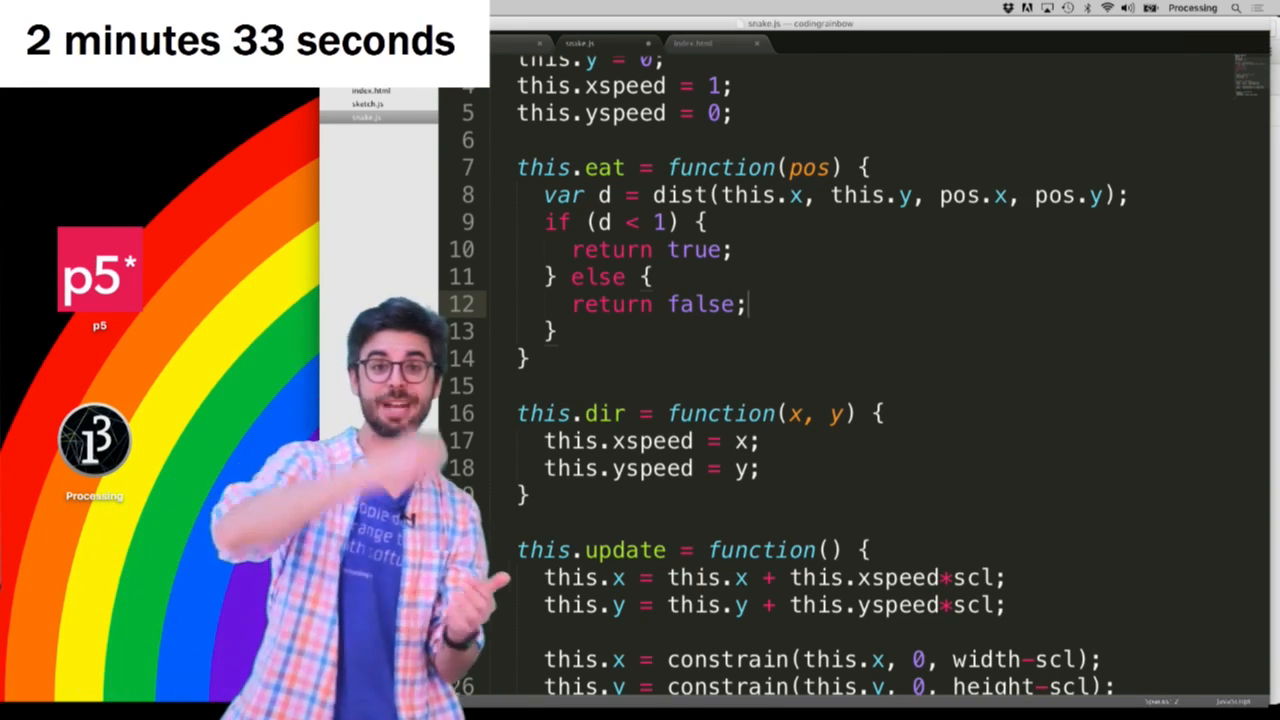 2 minutes 33 seconds
Processing
snake.js — codingrainbow
snake.js
index.html
index.html
sketch.js
snake.js
this.y = 0;
4 this.xspeed = 1;
5 this.yspeed = 0;
6
7 this.eat = function(pos) {
8 var d = dist(this.x, this.y, pos.x, pos.y);
9 if (d < 1) {
10 return true;
11 } else {
12 return false;
13 }
14 }
15
16 this.dir = function(x, y) {
17 this.xspeed = x;
18 this.yspeed = y;
}
this.update = function() {
this.x = this.x + this.xspeed*scl;
this.y = this.y + this.yspeed*scl;
this.x = constrain(this.x, 0, width-scl);
26 this.y = constrain(this.y, 0, height-scl);
p5*
p5
Processing
Spaces: 2
JavaScript